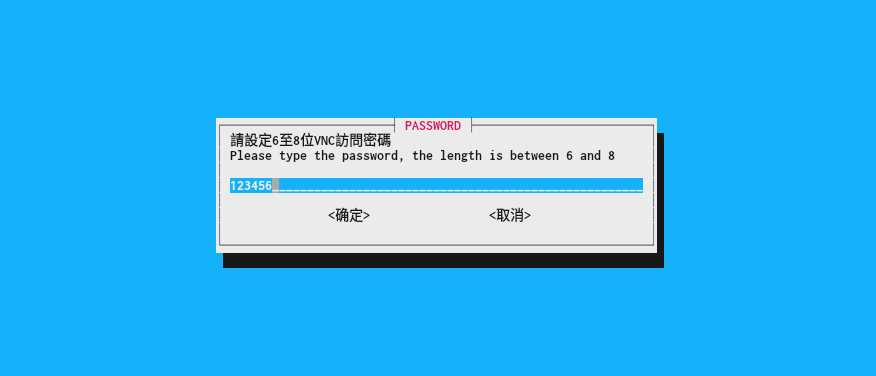 PASSWORD
請設定6至8位VNC訪問密碼
Please type the password, the length is between 6 and 8
123456
<确定> <取消>